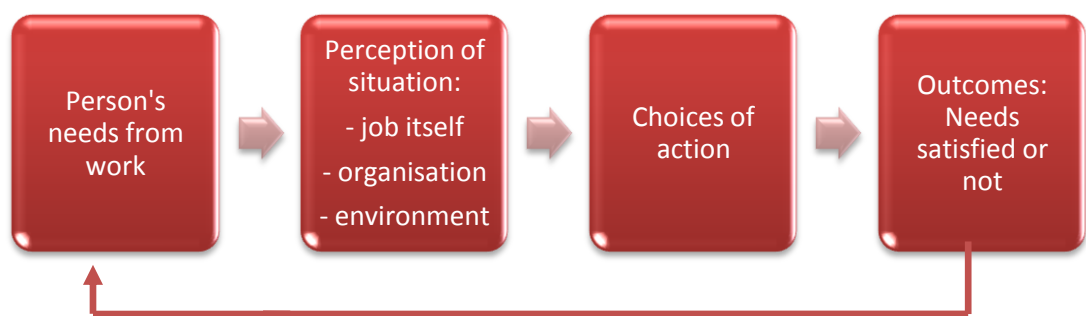 Person's
needs from
work
Perception of
situation:
- job itself
- organisation
- environment
Choices of
action
Outcomes:
Needs
satisfied or
not